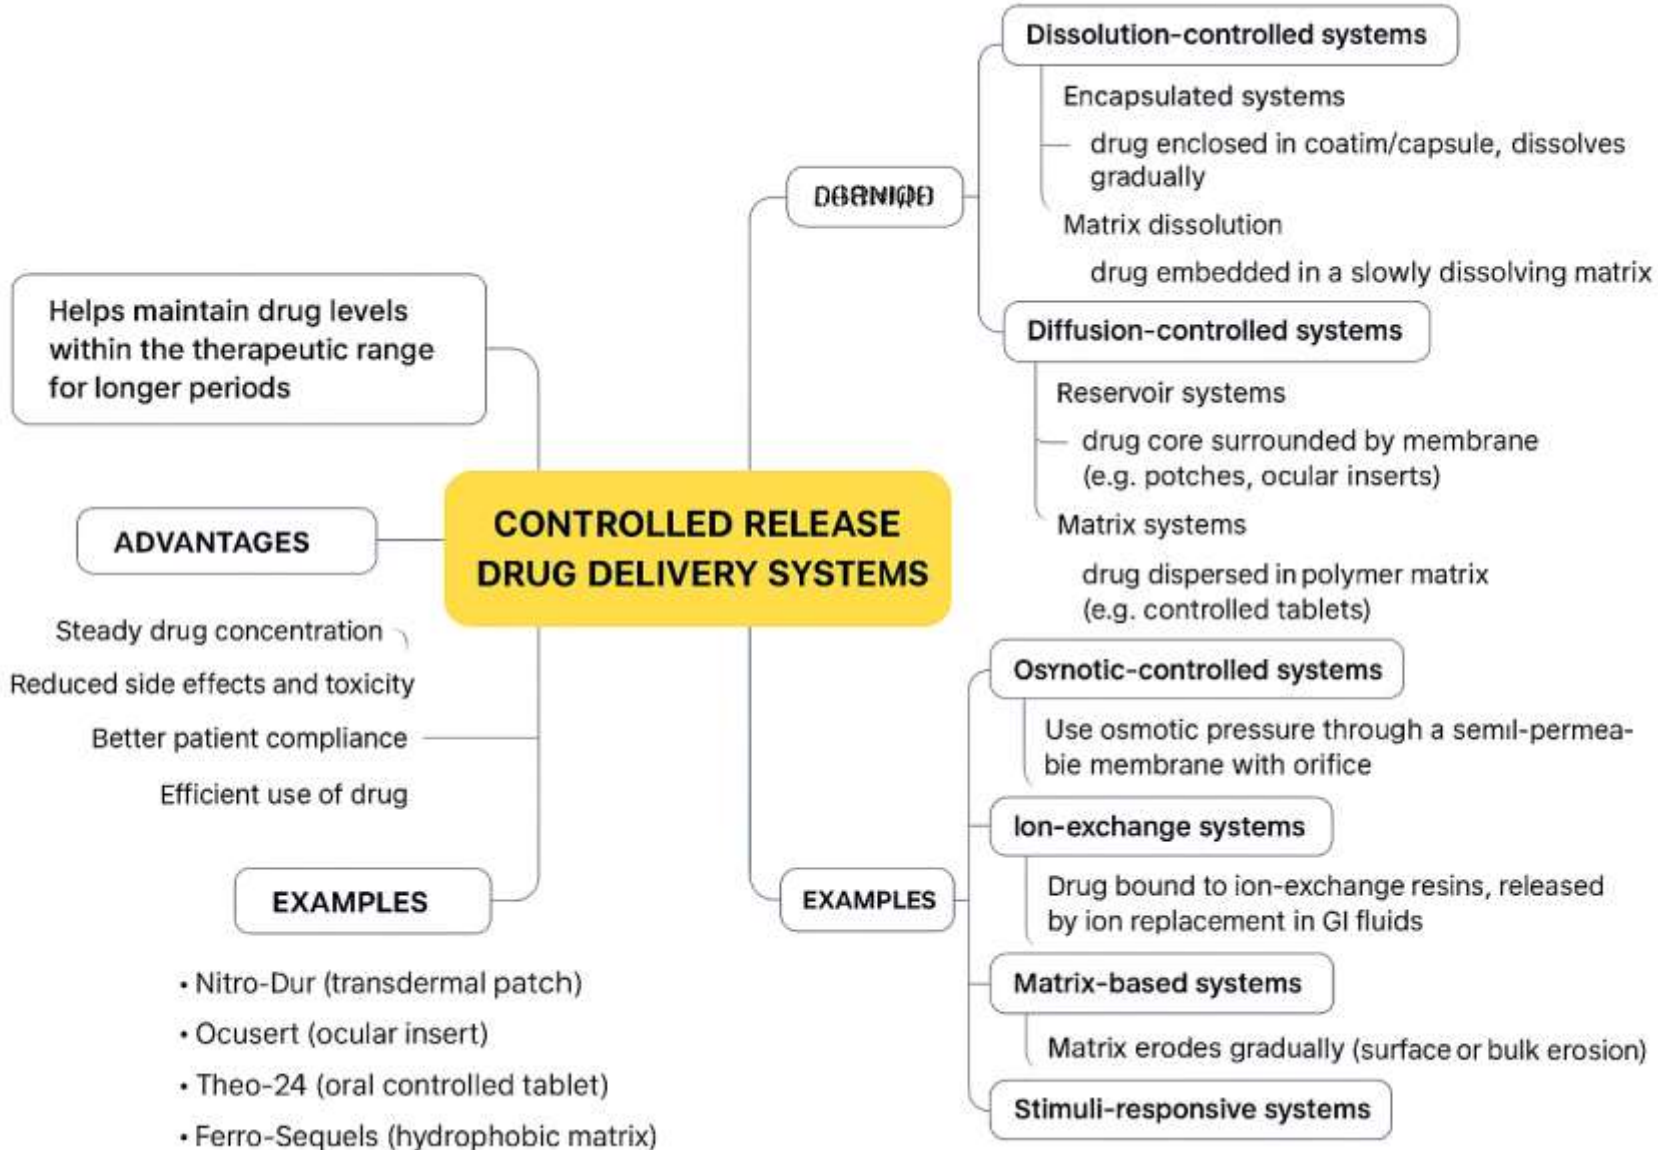 Helps maintain drug levels
within the therapeutic range
for longer periods
CONTROLLED RELEASE
DRUG DELIVERY SYSTEMS
ADVANTAGES
Steady drug concentration
Reduced side effects and toxicity
Better patient compliance
Efficient use of drug
EXAMPLES
• Nitro-Dur (transdermal patch)
• Ocusert (ocular insert)
• Theo-24 (oral controlled tablet)
• Ferro-Sequels (hydrophobic matrix)
Dissolution-controlled systems
Encapsulated systems
drug enclosed in coatim/capsule, dissolves
gradually
Matrix dissolution
drug embedded in a slowly dissolving matrix
Diffusion-controlled systems
Reservoir systems
drug core surrounded by membrane
(e.g. potches, ocular inserts)
Matrix systems
drug dispersed in polymer matrix
(e.g. controlled tablets)
EXAMPLES
Osynotic-controlled systems
Use osmotic pressure through a semil-permea-
bie membrane with orifice
Ion-exchange systems
Drug bound to ion-exchange resins, released
by ion replacement in GI fluids
Matrix-based systems
Matrix erodes gradually (surface or bulk erosion)
Stimuli-responsive systems